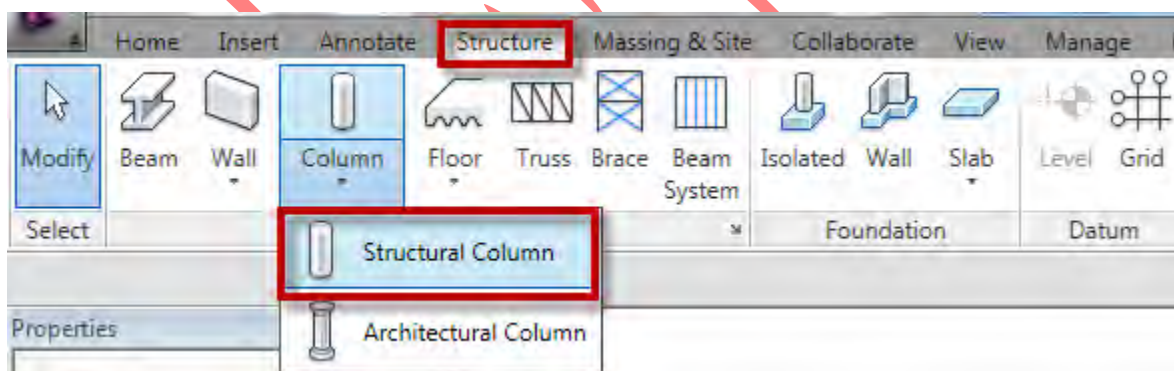 Home Insert Annotate Structure Massing & Site Collaborate View Manage
Modify Beam Wall Column Floor Truss Brace Beam System Isolated Wall Slab Level Grid
Select Foundation Datum
Structural Column
Properties
Architectural Column